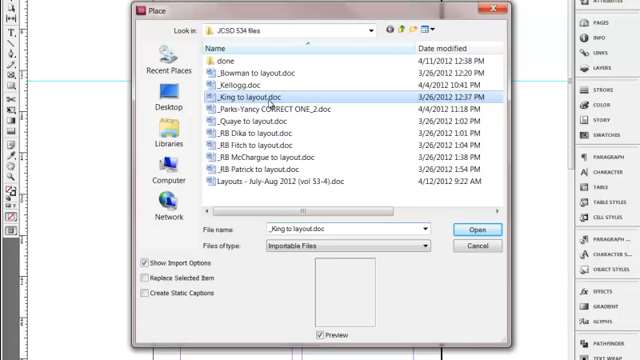 Place
Look in: JCSD 534 files
Name Date modified
done 4/11/2012 12:38 PM
_Bowman to layout.doc 3/26/2012 12:20 PM
_Kellogg.doc 4/4/2012 10:41 PM
_King to layout.doc 3/26/2012 12:37 PM
_Parks-Yancy CORRECT ONE_2.doc 4/4/2012 11:54 PM
_Quaye to layout.doc 3/26/2012 1:02 PM
_RB Dika to layout.doc 3/26/2012 1:03 PM
_RB Fitch to layout.doc 3/26/2012 1:24 PM
_RB McChargue to layout.doc 3/26/2012 1:38 PM
_RB Patrick to layout.doc 3/26/2012 1:58 PM
Layouts - July-Aug 2012 (vol 53-4).doc 4/12/2012 9:22 AM
Recent Places
Desktop
Libraries
Computer
Network
File name: _King to layout.doc Open
Files of type: Importable Files Cancel
Show Import Options
Replace Selected Item
Create Static Captions
Preview
PAGES
INFO
LINKS
STROKE
COLOR
SWATCHES
PARAGRAPH
CHARACTER
TABLE
TABLE STYLES
CELL STYLES
PARAGRAPH...
CHARACTER S...
OBJECT STYLES
EFFECTS
GRADIENT
GLYPHS
PATHFINDER
TEXT WRAP